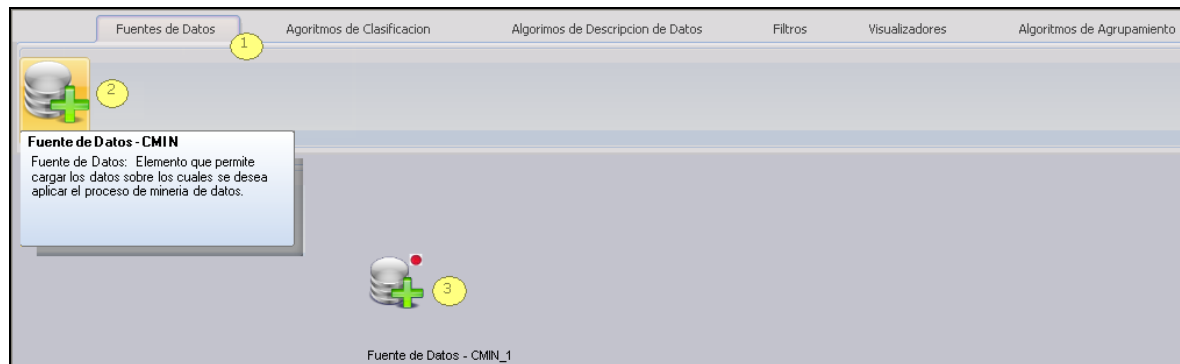 Fuentes de Datos Agoritmos de Clasificacion Algorimos de Descripcion de Datos Filtros Visualizadores Algoritmos de Agrupamiento
1
2
Fuente de Datos - CMIN
Fuente de Datos: Elemento que permite
cargar los datos sobre los cuales se desea
aplicar el proceso de mineria de datos.
3
Fuente de Datos - CMIN_1